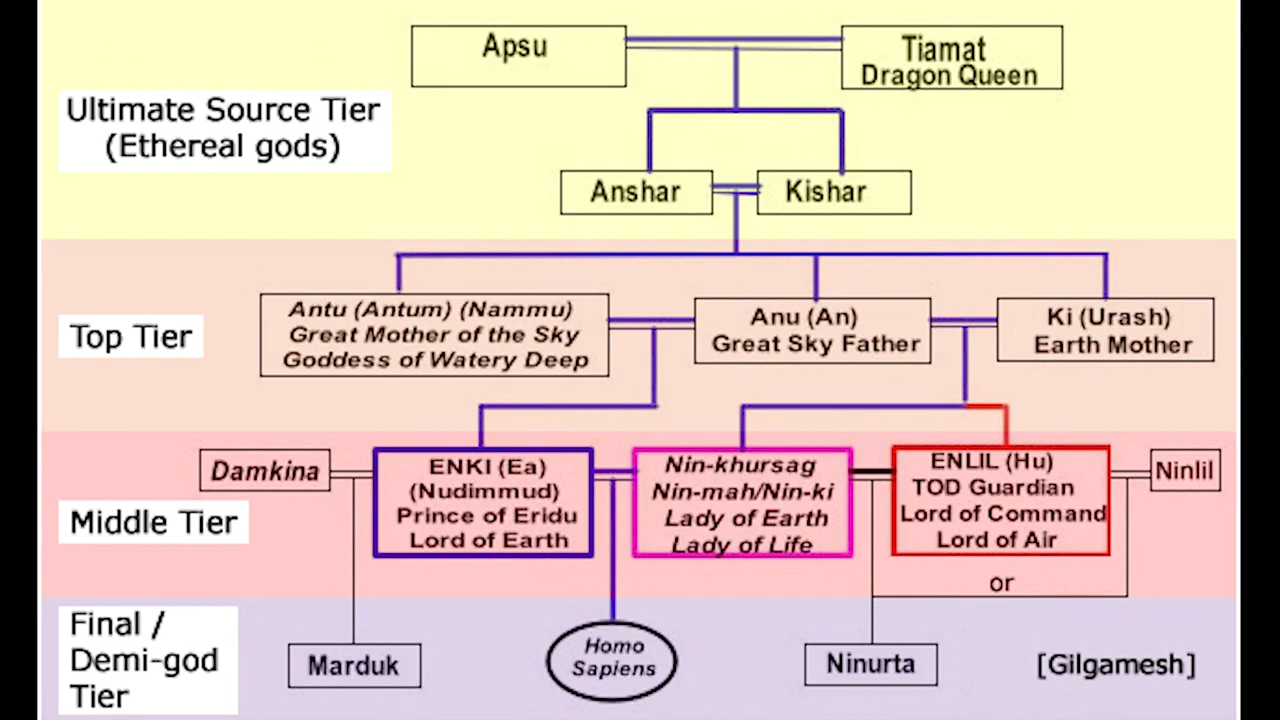 Apsu
Tiamat
Dragon Queen
Ultimate Source Tier
(Ethereal gods)
Anshar
Kishar
Antu (Antum) (Nammu)
Great Mother of the Sky
Goddess of Watery Deep
Anu (An)
Great Sky Father
Ki (Urash)
Earth Mother
Top Tier
Damkina
ENKI (Ea)
(Nudimmud)
Prince of Eridu
Lord of Earth
Nin-khursag
Nin-mah/Nin-ki
Lady of Earth
Lady of Life
ENLIL (Hu)
TOD Guardian
Lord of Command
Lord of Air
Ninlil
Middle Tier
or
Final /
Demi-god
Tier
Marduk
Homo
Sapiens
Ninurta
[Gilgamesh]